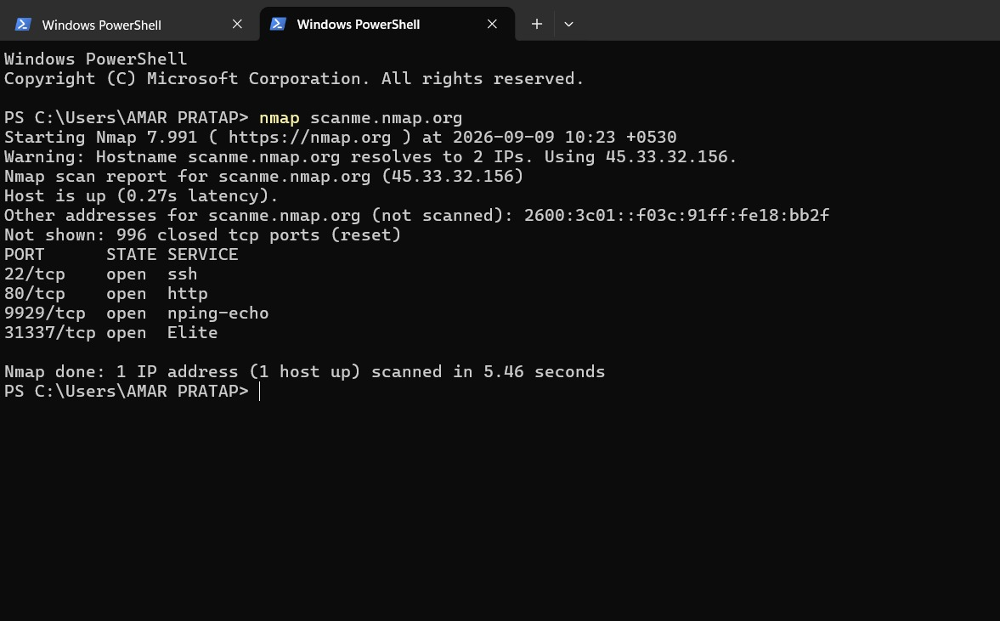 Windows PowerShell
Windows PowerShell
Windows PowerShell
Copyright (C) Microsoft Corporation. All rights reserved.
PS C:\Users\AMAR PRATAP> nmap scanme.nmap.org
Starting Nmap 7.991 ( https://nmap.org ) at 2026-09-09 10:23 +0530
Warning: Hostname scanme.nmap.org resolves to 2 IPs. Using 45.33.32.156.
Nmap scan report for scanme.nmap.org (45.33.32.156)
Host is up (0.27s latency).
Other addresses for scanme.nmap.org (not scanned): 2600:3c01::f03c:91ff:fe18:bb2f
Not shown: 996 closed tcp ports (reset)
PORT      STATE SERVICE
22/tcp    open  ssh
80/tcp    open  http
9929/tcp  open  nping-echo
31337/tcp open  Elite
Nmap done: 1 IP address (1 host up) scanned in 5.46 seconds
PS C:\Users\AMAR PRATAP>